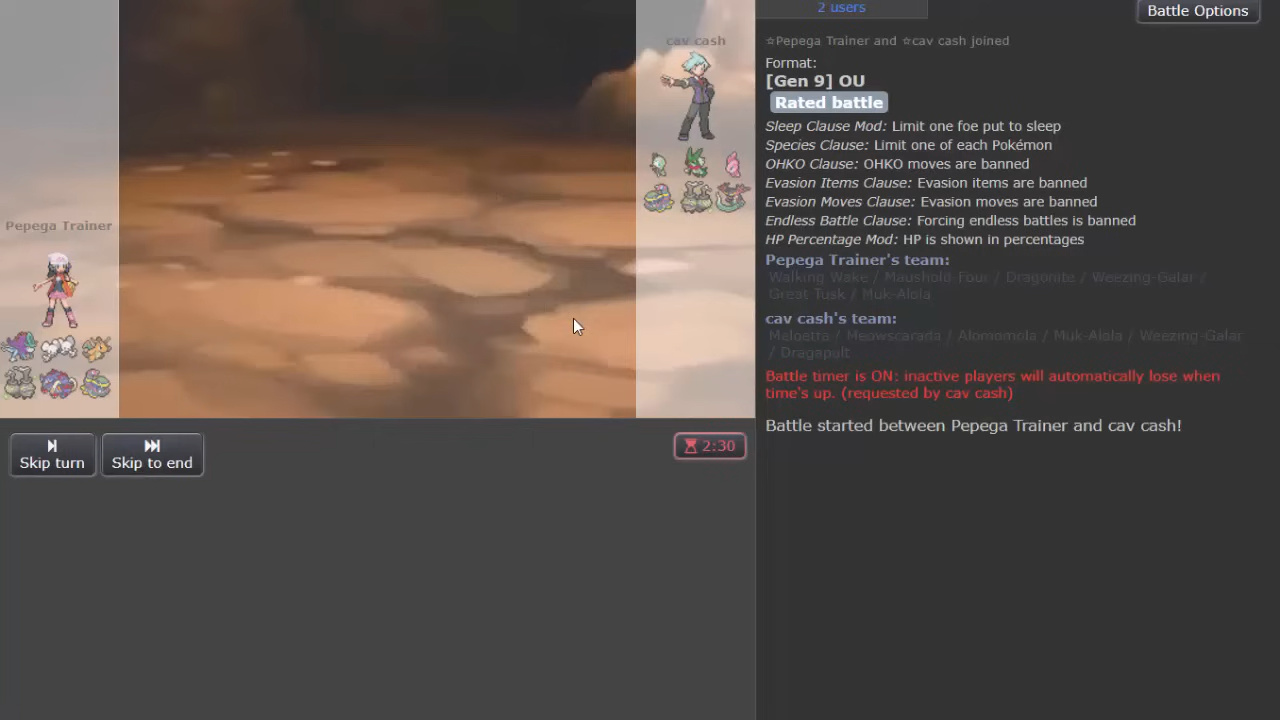 2 users
Battle Options
cav cash
☆Pepega Trainer and ☆cav cash joined
Format:
[Gen 9] OU
Rated battle
Sleep Clause Mod: Limit one foe put to sleep
Species Clause: Limit one of each Pokémon
OHKO Clause: OHKO moves are banned
Evasion Items Clause: Evasion items are banned
Evasion Moves Clause: Evasion moves are banned
Endless Battle Clause: Forcing endless battles is banned
HP Percentage Mod: HP is shown in percentages
Pepega Trainer
Pepega Trainer's team:
Walking Wake / Maushold-Four / Dragonite / Weezing-Galar /
Great Tusk / Muk-Alola
cav cash's team:
Meloetta / Meowscarada / Alomomola / Muk-Alola / Weezing-Galar
/ Dragapult
Battle timer is ON: inactive players will automatically lose when
time's up. (requested by cav cash)
Battle started between Pepega Trainer and cav cash!
Skip turn
Skip to end
2:30